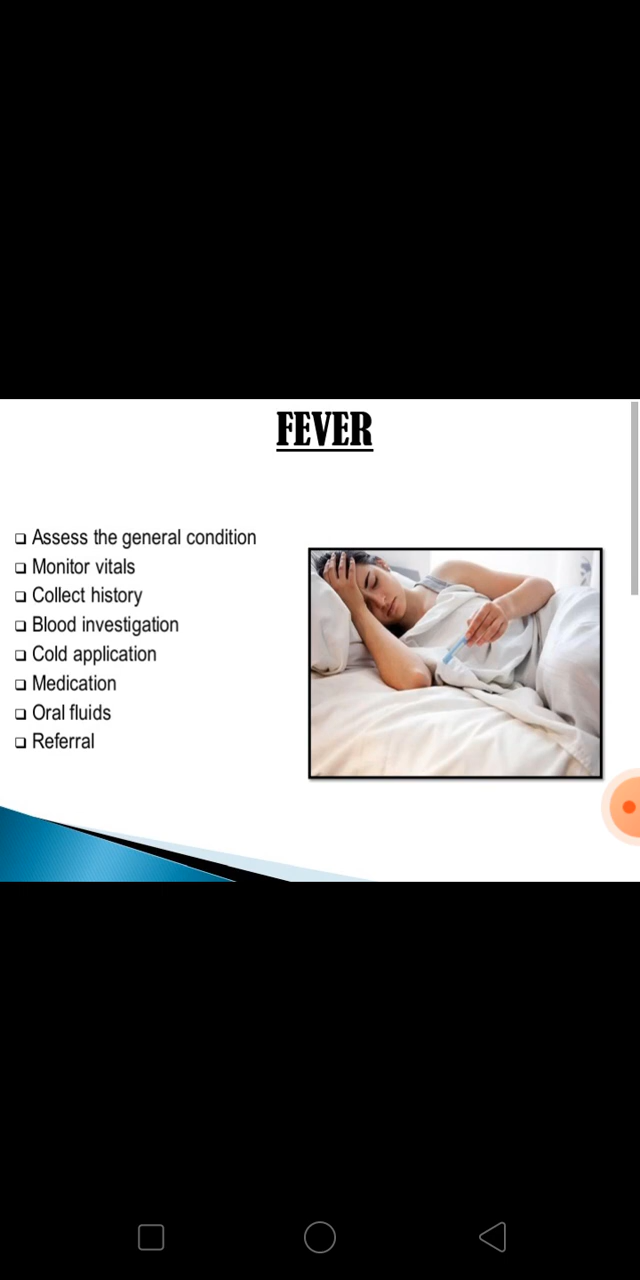 FEVER
❑ Assess the general condition
❑ Monitor vitals
❑ Collect history
❑ Blood investigation
❑ Cold application
❑ Medication
❑ Oral fluids
❑ Referral